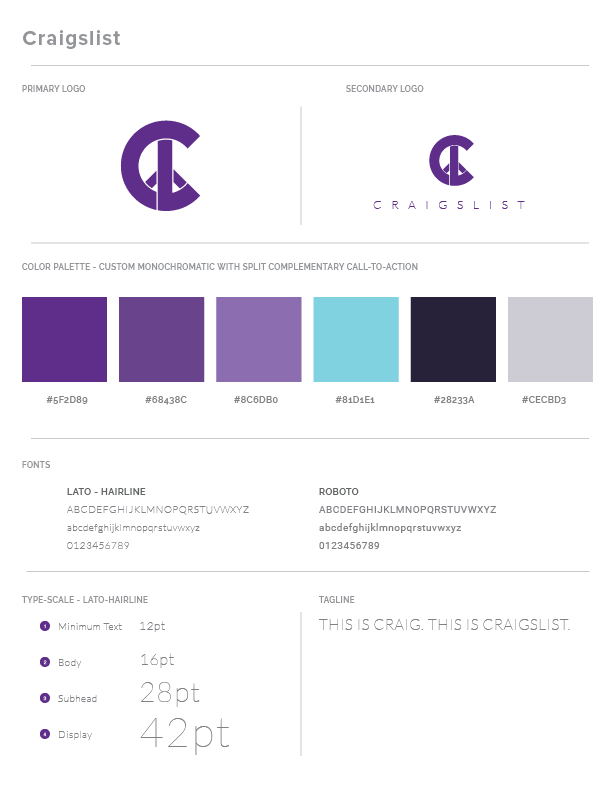 Craigslist
PRIMARY LOGO
SECONDARY LOGO
CRAIGSLIST
COLOR PALETTE - CUSTOM MONOCHROMATIC WITH SPLIT COMPLEMENTARY CALL-TO-ACTION
#5F2D89
#68438C
#8C6DB0
#81D1E1
#28233A
#CECBD3
FONTS
LATO - HAIRLINE
ABCDEFGHIJKLMNOPQRSTUVWXYZ
abcdefghijklmnopqrstuvwxyz
0123456789
ROBOTO
ABCDEFGHIJKLMNOPQRSTUVWXYZ
abcdefghijklmnopqrstuvwxyz
0123456789
TYPE-SCALE - LATO-HAIRLINE
1 Minimum Text 12pt
2 Body 16pt
3 Subhead 28pt
4 Display 42pt
TAGLINE
THIS IS CRAIG. THIS IS CRAIGSLIST.